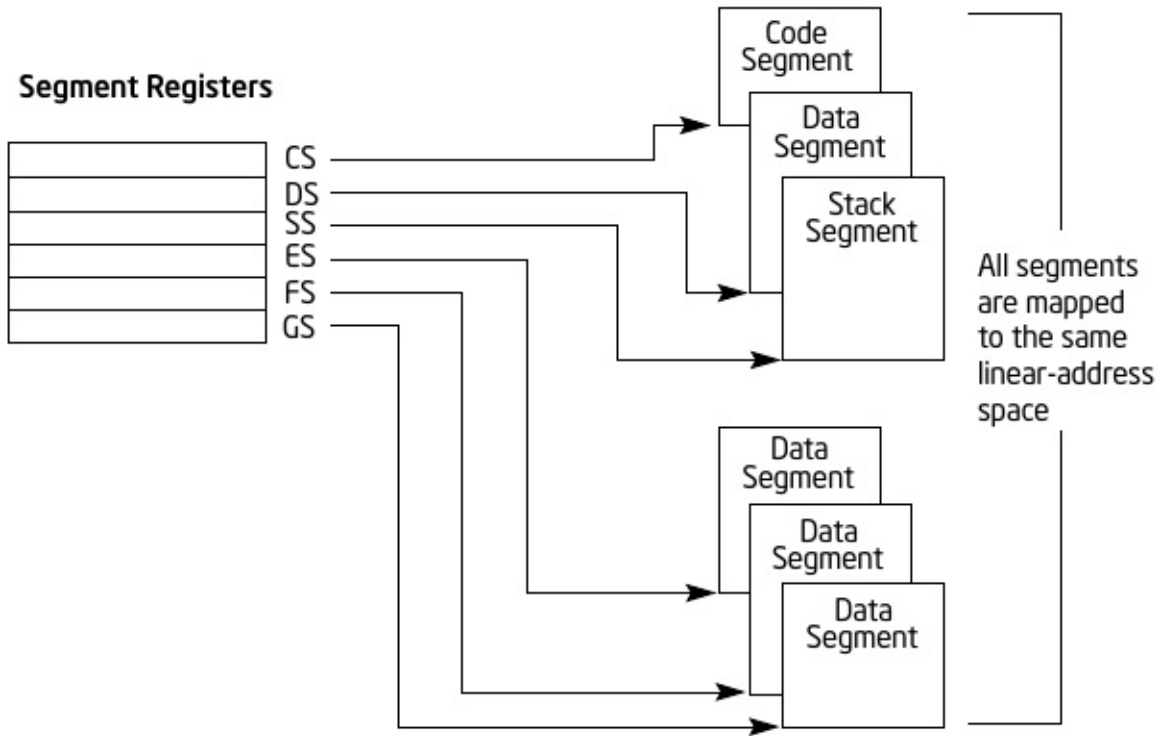 Segment Registers
CS
DS
SS
ES
FS
GS
Code
Segment
Data
Segment
Stack
Segment
Data
Segment
Data
Segment
Data
Segment
All segments
are mapped
to the same
linear-address
space